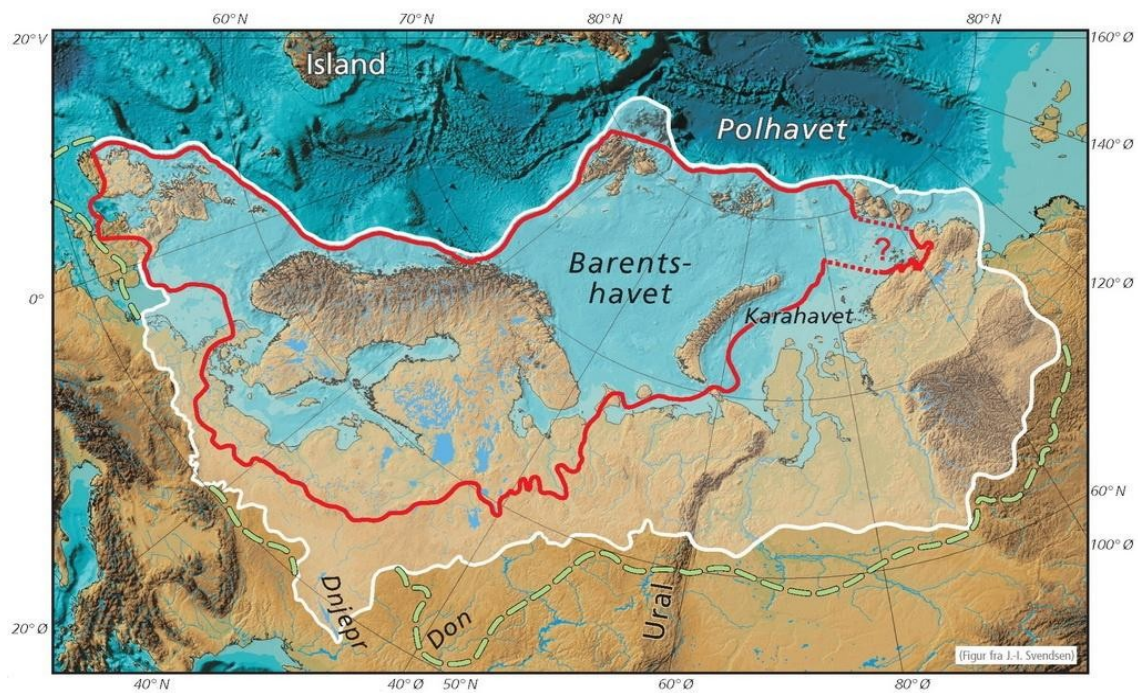 60°N 70°N 80°N 80°N
20°V
160°Ø
Island
Polhavet
140°Ø
?
Barents-
havet
120°Ø
0°
Karahavet
60°N
100°Ø
Dnjepr
Don
Ural
20°Ø
(Figur fra J.-I. Svendsen)
40°N 40°Ø 50°N 60°Ø 80°Ø